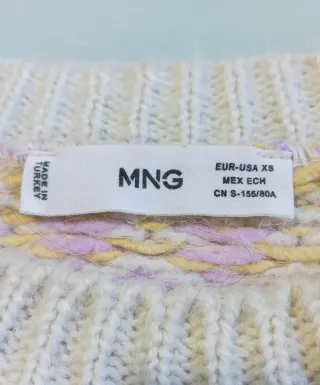 MADE IN
TURKEY
MNG
EUR-USA XS
MEX ECH
CN S-155/80A